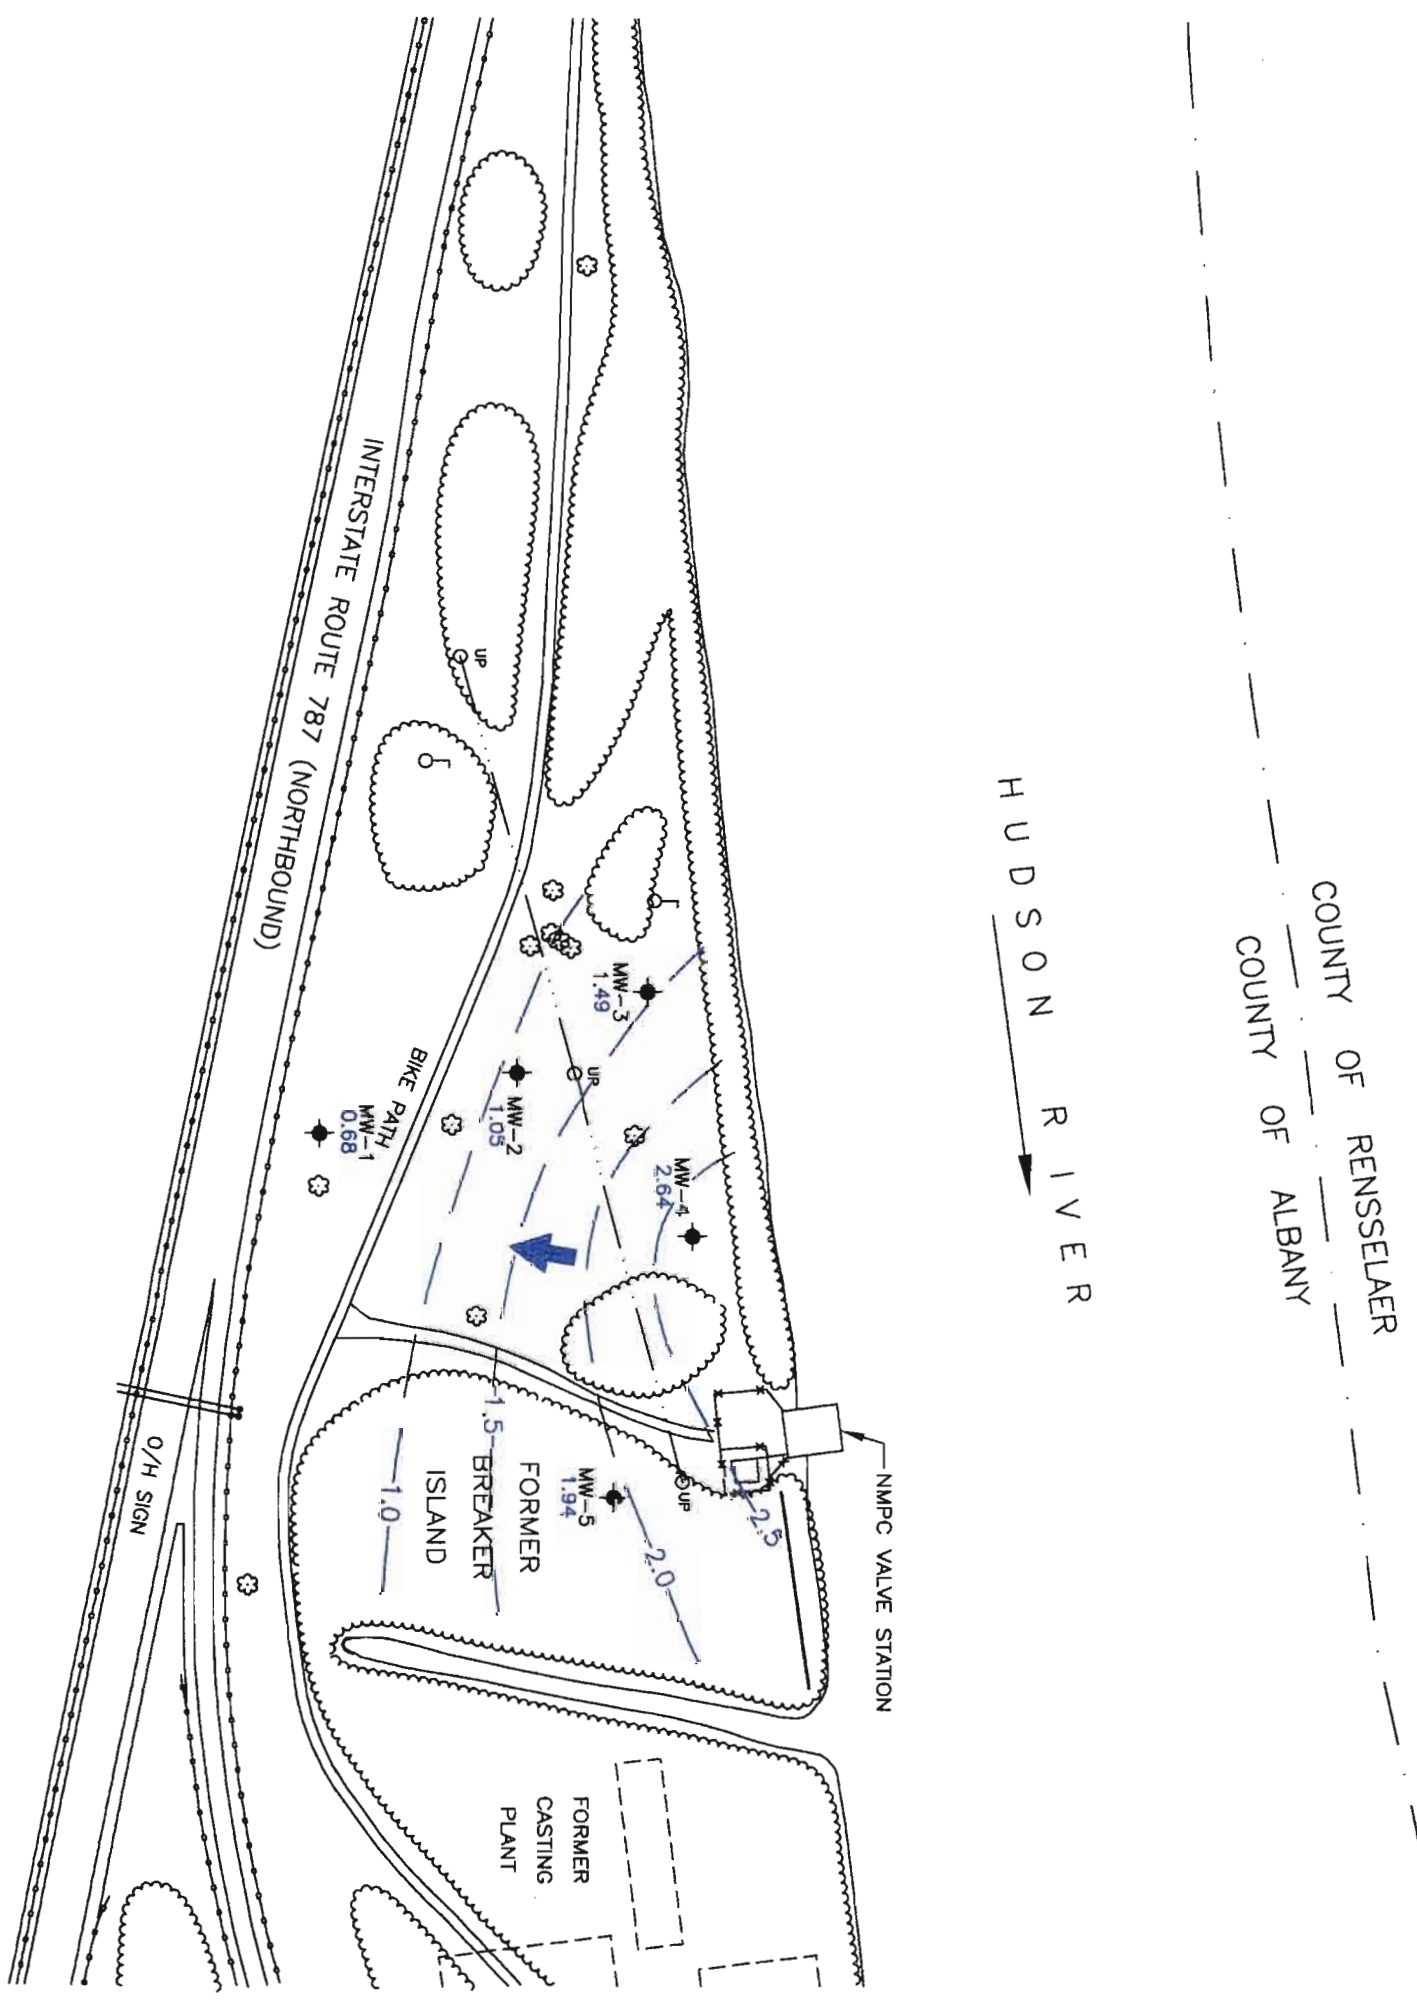 COUNTY OF RENSSELAER
COUNTY OF ALBANY
HUDSON RIVER
INTERSTATE ROUTE 787 (NORTHBOUND)
UP
MW-3
1.49
UP
MW-2
1.05
BIKE PATH
MW-1
0.68
MW-4
2.64
NMPC VALVE STATION
UP
MW-5
1.94
2.5
2.0
1.5
1.0
FORMER
BREAKER
ISLAND
O/H SIGN
FORMER
CASTING
PLANT